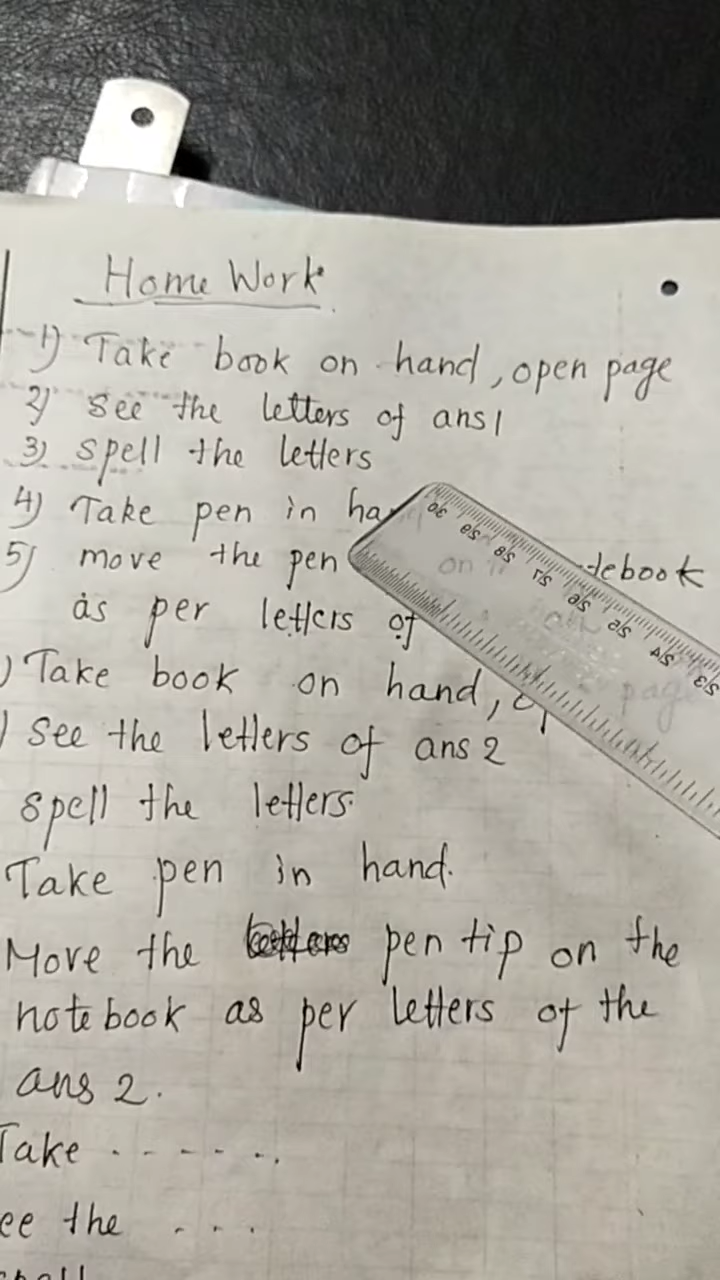 Home Work
1) Take book on hand, open page
2) see the letters of ans 1
3) spell the letters
4) Take pen in
5) move the pen on
as per letters of
) Take book on hand, page
) see the letters of ans 2
spell the letters
Take pen in hand.
Move the pen tip on the
notebook as per letters of the
ans 2.
Take ......
ee the ...